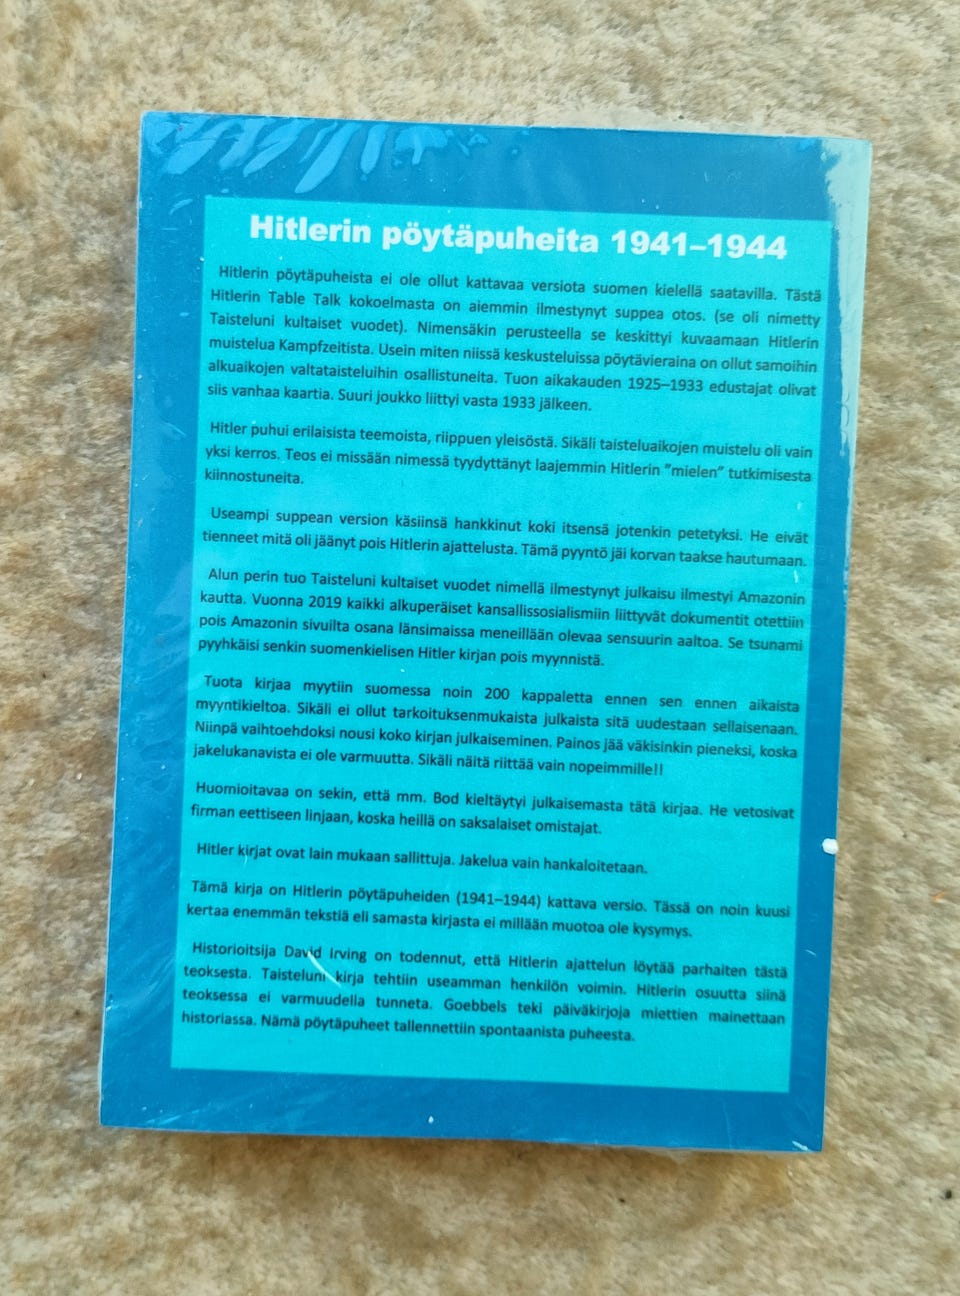 Hitlerin pöytäpuheita 1941–1944
Hitlerin pöytäpuheista ei ole ollut kattavaa versiota suomen kielellä saatavilla. Tästä
Hitlerin Table Talk kokoelmasta on aiemmin ilmestynyt suppea otos. (se oli nimetty
Taisteluni kultaiset vuodet). Nimensäkin perusteella se keskittyi kuvaamaan Hitlerin
muistelua Kampfzeitista. Usein miten niissä keskusteluissa pöytävieraina on ollut samoihin
alkuaikojen valtataisteluihin osallistuneita. Tuon aikakauden 1925–1933 edustajat olivat
siis vanhaa kaartia. Suuri joukko liittyi vasta 1933 jälkeen.
Hitler puhui erilaisista teemoista, riippuen yleisöstä. Sikäli taisteluaikojen muistelu oli vain
yksi kerros. Teos ei missään nimessä tyydyttänyt laajemmin Hitlerin ”mielen” tutkimisesta
kiinnostuneita.
Useampi suppean version käsiinsä hankkinut koki itsensä jotenkin petetyksi. He eivät
tienneet mitä oli jäänyt pois Hitlerin ajattelusta. Tämä pyyntö jäi korvan taakse hautumaan.
Alun perin tuo Taisteluni kultaiset vuodet nimellä ilmestynyt julkaisu ilmestyi Amazonin
kautta. Vuonna 2019 kaikki alkuperäiset kansallissosialismiin liittyvät dokumentit otettiin
pois Amazonin sivuilta osana länsimaissa meneillään olevaa sensuurin aaltoa. Se tsunami
pyyhkäisi senkin suomenkielisen Hitler kirjan pois myynnistä.
Tuota kirjaa myytiin suomessa noin 200 kappaletta ennen sen ennen aikaista
myyntikieltoa. Sikäli ei ollut tarkoituksenmukaista julkaista sitä uudestaan sellaisenaan.
Niinpä vaihtoehdoksi nousi koko kirjan julkaiseminen. Painos jää väkisinkin pieneksi, koska
jakelukanavista ei ole varmuutta. Sikäli näitä riittää vain nopeimmille!!
Huomioitavaa on sekin, että mm. Bod kieltäytyi julkaisemasta tätä kirjaa. He vetosivat
firman eettiseen linjaan, koska heillä on saksalaiset omistajat.
Hitler kirjat ovat lain mukaan sallittuja. Jakelua vain hankaloitetaan.
Tämä kirja on Hitlerin pöytäpuheiden (1941–1944) kattava versio. Tässä on noin kuusi
kertaa enemmän tekstiä eli samasta kirjasta ei millään muotoa ole kysymys.
Historioitsija David Irving on todennut, että Hitlerin ajattelun löytää parhaiten tästä
teoksesta. Taisteluni kirja tehtiin useamman henkilön voimin. Hitlerin osuutta siinä
teoksessa ei varmuudella tunneta. Goebbels teki päiväkirjoja miettien mainettaan
historiassa. Nämä pöytäpuheet tallennettiin spontaanista puheesta.